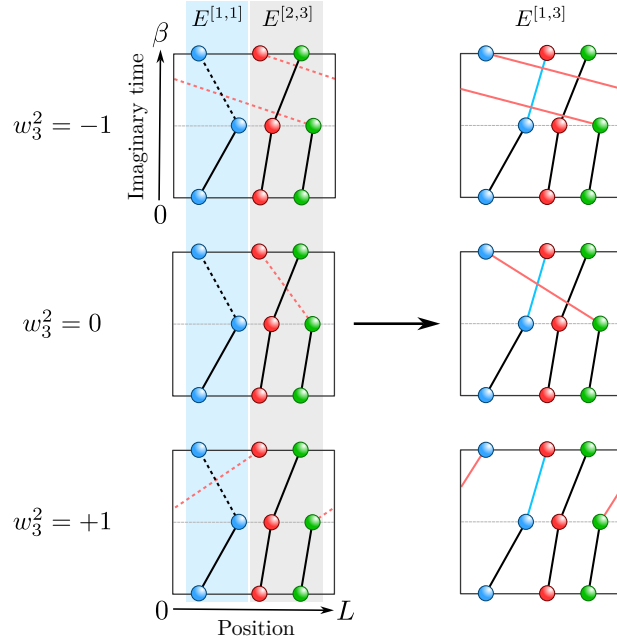 E^{[1,1]} E^{[2,3]} E^{[1,3]}
β
Imaginary time
w_3^2 = −1
0
w_3^2 = 0
w_3^2 = +1
0 L
Position